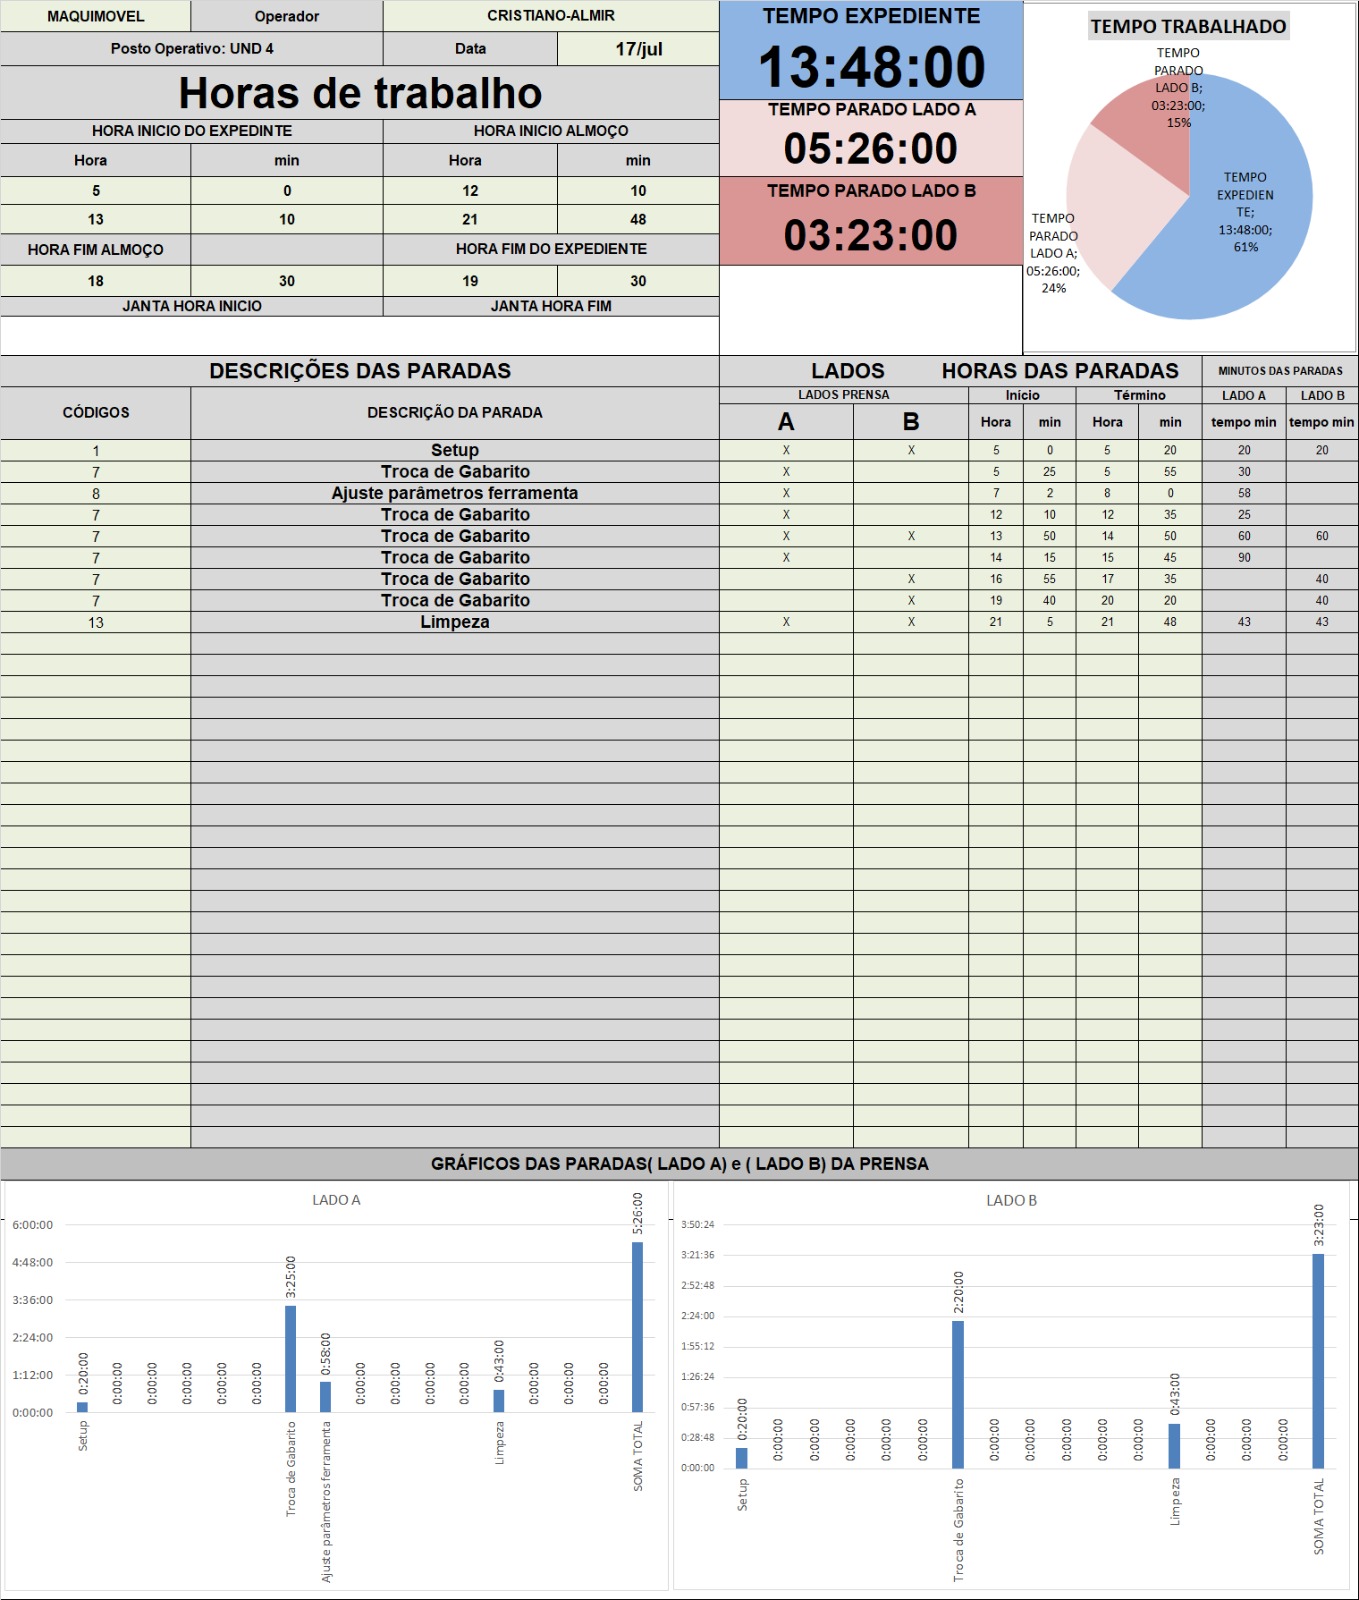 MAQUIMOVEL Operador CRISTIANO-ALMIR
Posto Operativo: UND 4 Data 17/jul
Horas de trabalho
HORA INICIO DO EXPEDINTE HORA INICIO ALMOÇO
Hora min Hora min
5 0 12 10
13 10 21 48
HORA FIM ALMOÇO HORA FIM DO EXPEDIENTE
18 30 19 30
JANTA HORA INICIO JANTA HORA FIM
TEMPO EXPEDIENTE
13:48:00
TEMPO PARADO LADO A
05:26:00
TEMPO PARADO LADO B
03:23:00
TEMPO TRABALHADO
TEMPO
PARADO
LADO B;
03:23:00;
15%
TEMPO
EXPEDIEN
TE;
13:48:00;
61%
TEMPO
PARADO
LADO A;
05:26:00;
24%
DESCRIÇÕES DAS PARADAS LADOS HORAS DAS PARADAS MINUTOS DAS PARADAS
CÓDIGOS DESCRIÇÃO DA PARADA LADOS PRENSA Início Término LADO A LADO B
A B Hora min Hora min tempo min tempo min
1 Setup X X 5 0 5 20 20 20
7 Troca de Gabarito X 5 25 5 55 30
8 Ajuste parâmetros ferramenta X 7 2 8 0 58
7 Troca de Gabarito X 12 10 12 35 25
7 Troca de Gabarito X X 13 50 14 50 60 60
7 Troca de Gabarito X 14 15 15 45 90
7 Troca de Gabarito X 16 55 17 35 40
7 Troca de Gabarito X 19 40 20 20 40
13 Limpeza X X 21 5 21 48 43 43
GRÁFICOS DAS PARADAS( LADO A) e ( LADO B) DA PRENSA
LADO A
6:00:00
4:48:00
3:36:00
2:24:00
1:12:00
0:00:00
0:20:00
0:00:00
0:00:00
0:00:00
0:00:00
0:00:00
3:25:00
0:58:00
0:00:00
0:00:00
0:00:00
0:00:00
0:43:00
0:00:00
0:00:00
0:00:00
5:26:00
Setup
Troca de Gabarito
Ajuste parâmetros ferramenta
Limpeza
SOMA TOTAL
LADO B
3:50:24
3:21:36
2:52:48
2:24:00
1:55:12
1:26:24
0:57:36
0:28:48
0:00:00
0:20:00
0:00:00
0:00:00
0:00:00
0:00:00
0:00:00
2:20:00
0:00:00
0:00:00
0:00:00
0:00:00
0:00:00
0:43:00
0:00:00
0:00:00
0:00:00
3:23:00
Setup
Troca de Gabarito
Limpeza
SOMA TOTAL